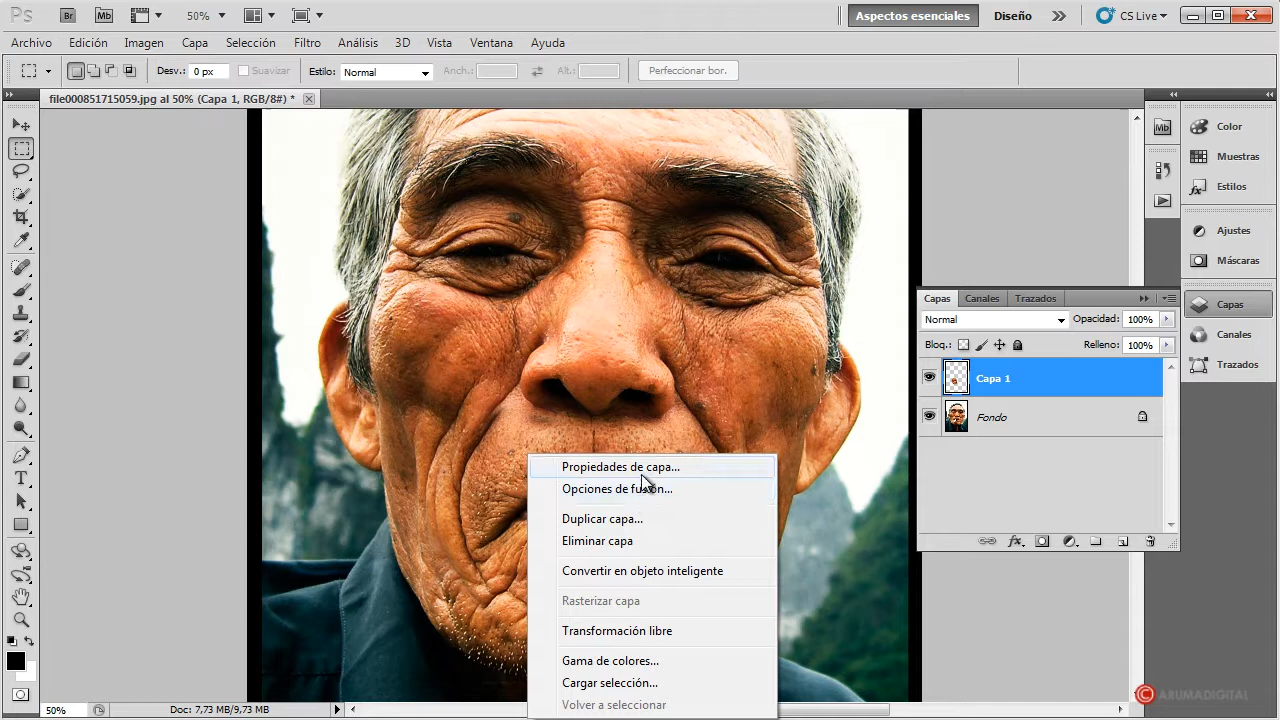 Ps
Br
Mb
50%
Aspectos esenciales
Diseño
CS Live
Archivo Edición Imagen Capa Selección Filtro Análisis 3D Vista Ventana Ayuda
Desv.: 0 px
Suavizar
Estilo: Normal
Anch.:
Alt.:
Perfeccionar bor.
file000851715059.jpg al 50% (Capa 1, RGB/8#) *
Mb
Color
Muestras
Estilos
Ajustes
Máscaras
Capas
Canales
Trazados
Capas Canales Trazados
Normal
Opacidad: 100%
Bloq.:
Relleno: 100%
Capa 1
Fondo
fx
Propiedades de capa...
Opciones de fusión...
Duplicar capa...
Eliminar capa
Convertir en objeto inteligente
Rasterizar capa
Transformación libre
Gama de colores...
Cargar selección...
Volver a seleccionar
50%
Doc: 7,73 MB/9,73 MB
© ARUMADIGITAL